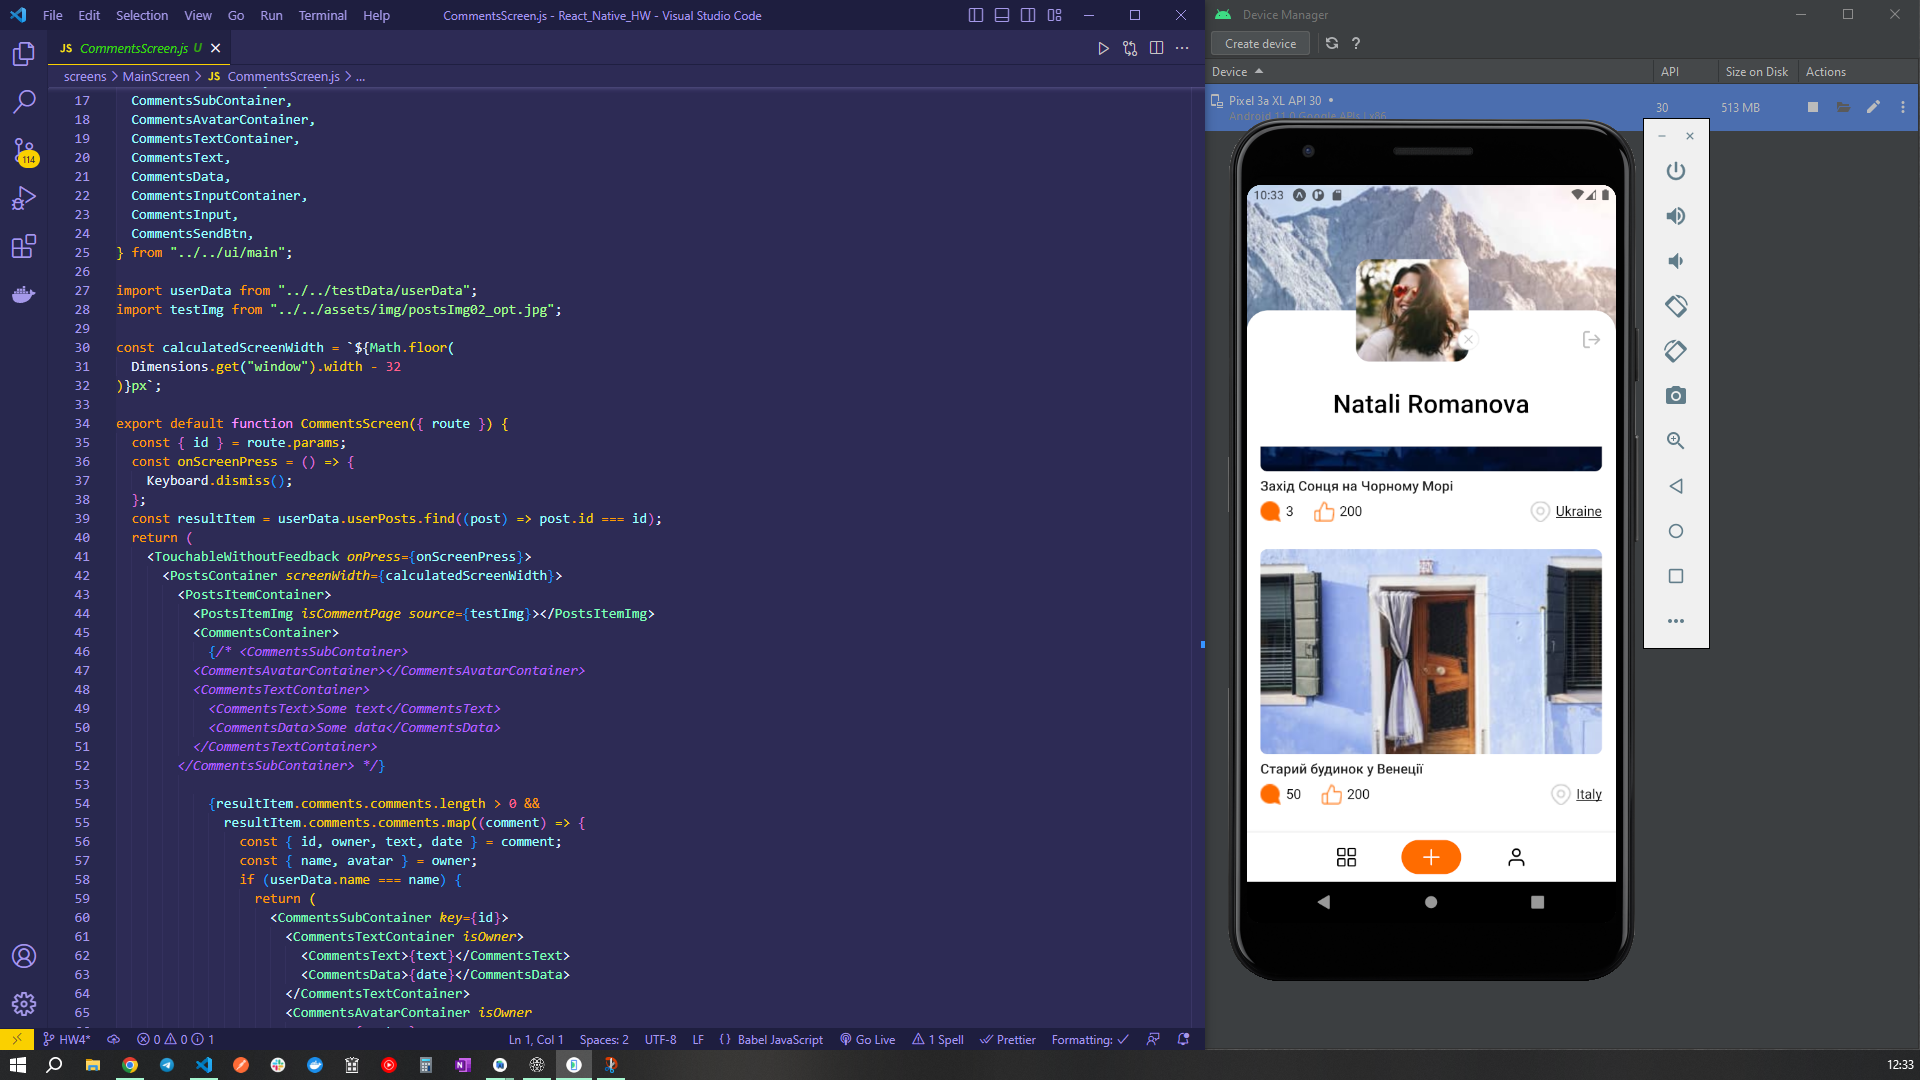 File Edit Selection View Go Run Terminal Help
CommentsScreen.js - React_Native_HW - Visual Studio Code
JS CommentsScreen.js U
screens > MainScreen > JS CommentsScreen.js > ...
17 CommentsSubContainer,
18 CommentsAvatarContainer,
19 CommentsTextContainer,
20 CommentsText,
21 CommentsData,
22 CommentsInputContainer,
23 CommentsInput,
24 CommentsSendBtn,
25 } from "../../ui/main";
26
27 import userData from "../../testData/userData";
28 import testImg from "../../assets/img/postsImg02_opt.jpg";
29
30 const calculatedScreenWidth = `${Math.floor(
31 Dimensions.get("window").width - 32
32 )}px`;
33
34 export default function CommentsScreen({ route }) {
35 const { id } = route.params;
36 const onScreenPress = () => {
37 Keyboard.dismiss();
38 };
39 const resultItem = userData.userPosts.find((post) => post.id === id);
40 return (
41 <TouchableWithoutFeedback onPress={onScreenPress}>
42 <PostsContainer screenWidth={calculatedScreenWidth}>
43 <PostsItemContainer>
44 <PostsItemImg isCommentPage source={testImg}></PostsItemImg>
45 <CommentsContainer>
46 {/* <CommentsSubContainer>
47 <CommentsAvatarContainer></CommentsAvatarContainer>
48 <CommentsTextContainer>
49 <CommentsText>Some text</CommentsText>
50 <CommentsData>Some data</CommentsData>
51 </CommentsTextContainer>
52 </CommentsSubContainer> */}
53
54 {resultItem.comments.comments.length > 0 &&
55 resultItem.comments.comments.map((comment) => {
56 const { id, owner, text, date } = comment;
57 const { name, avatar } = owner;
58 if (userData.name === name) {
59 return (
60 <CommentsSubContainer key={id}>
61 <CommentsTextContainer isOwner>
62 <CommentsText>{text}</CommentsText>
63 <CommentsData>{date}</CommentsData>
64 </CommentsTextContainer>
65 <CommentsAvatarContainer isOwner
114
HW4* 0 0 1
Ln 1, Col 1 Spaces: 2 UTF-8 LF {} Babel JavaScript Go Live 1 Spell Prettier Formatting:
Device Manager
Create device ?
Device API Size on Disk Actions
Pixel 3a XL API 30 30 513 MB
Android 11.0 Google APIs | x86
10:33
Natali Romanova
Захід Сонця на Чорному Морі
3 200 Ukraine
Старий будинок у Венеції
50 200 Italy
12:33